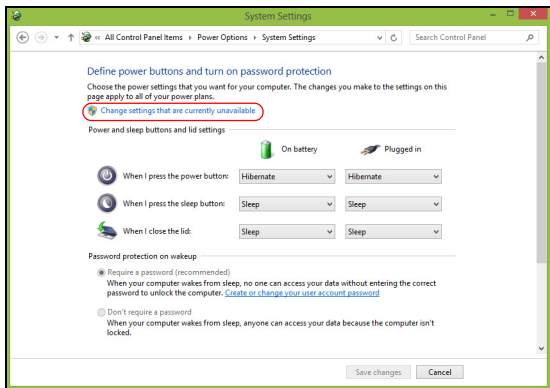 System Settings
« All Control Panel Items › Power Options › System Settings
Search Control Panel
Define power buttons and turn on password protection
Choose the power settings that you want for your computer. The changes you make to the settings on this
page apply to all of your power plans.
Change settings that are currently unavailable
Power and sleep buttons and lid settings
On battery Plugged in
When I press the power button: Hibernate Hibernate
When I press the sleep button: Sleep Sleep
When I close the lid: Sleep Sleep
Password protection on wakeup
Require a password (recommended)
When your computer wakes from sleep, no one can access your data without entering the correct
password to unlock the computer. Create or change your user account password
Don't require a password
When your computer wakes from sleep, anyone can access your data because the computer isn't
locked.
Save changes Cancel